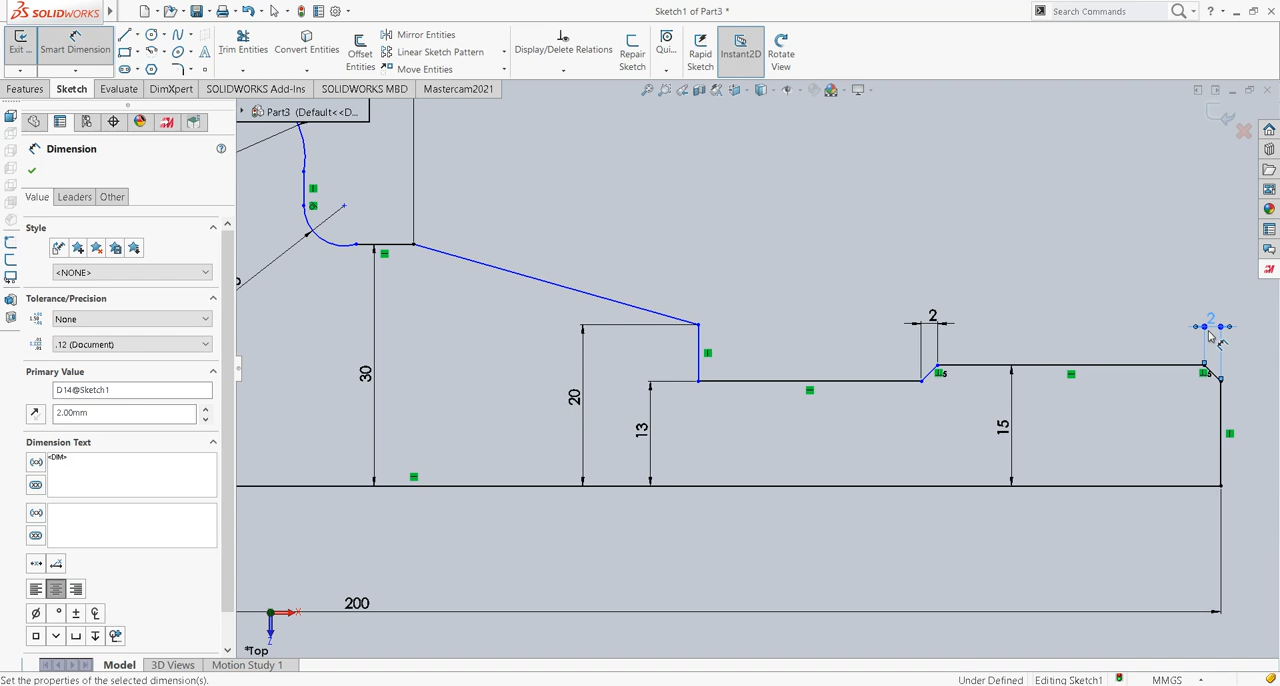 SOLIDWORKS
Sketch1 of Part3 *
Search Commands
Exit ...
Smart Dimension
Trim Entities
Convert Entities
Offset Entities
Mirror Entities
Linear Sketch Pattern
Move Entities
Display/Delete Relations
Repair Sketch
Qui...
Rapid Sketch
Instant2D
Rotate View
Features
Sketch
Evaluate
DimXpert
SOLIDWORKS Add-Ins
SOLIDWORKS MBD
Mastercam2021
Part3 (Default<<D...
Dimension
Value
Leaders
Other
Style
<NONE>
Tolerance/Precision
None
.12 (Document)
Primary Value
D14@Sketch1
2.00mm
Dimension Text
<DIM>
30
20
13
2
15
2
200
*Top
Model
3D Views
Motion Study 1
Set the properties of the selected dimension(s).
Under Defined
Editing Sketch1
MMGS